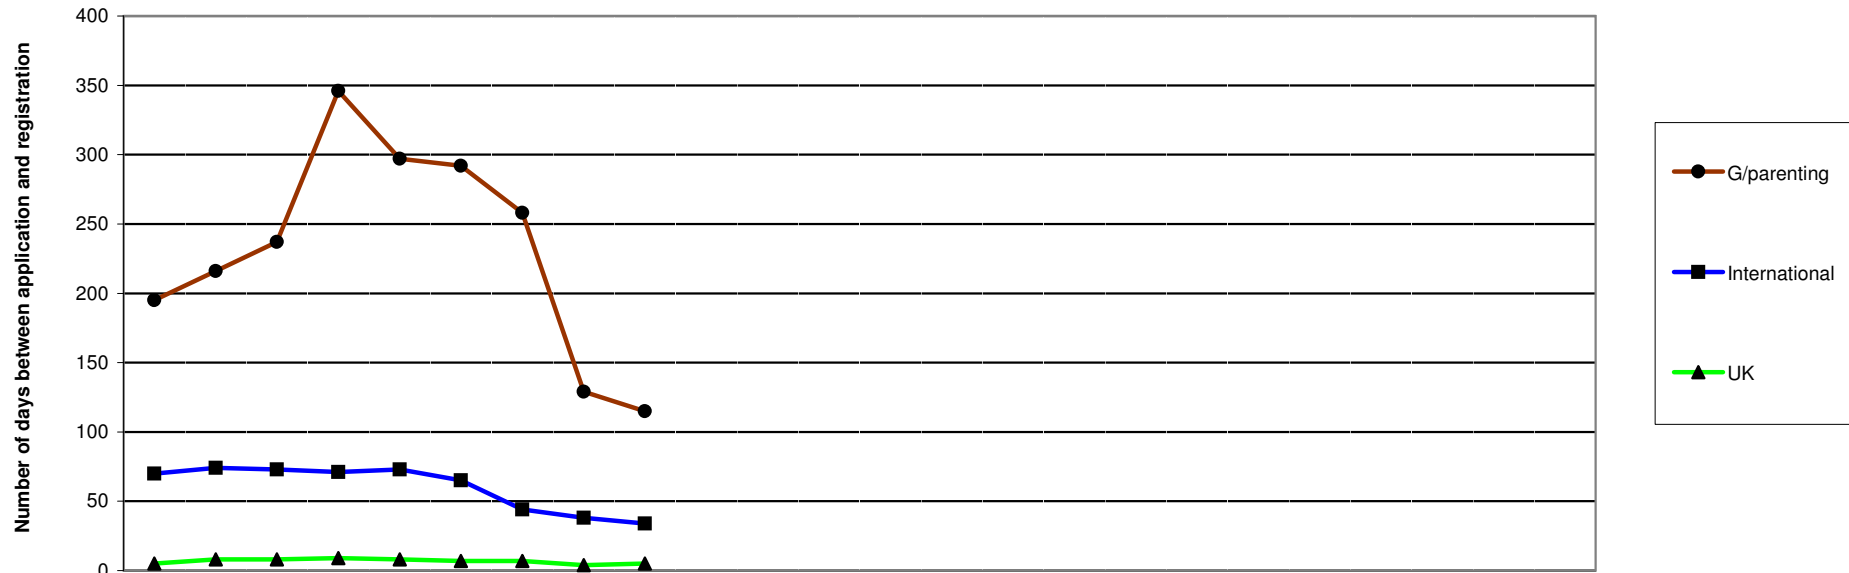 Number of days between application and registration
400
350
300
250
200
150
100
50
0
G/parenting
International
UK